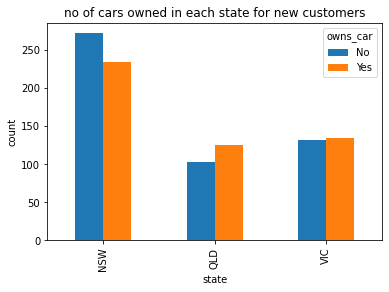 no of cars owned in each state for new customers
owns_car
No
Yes
250
200
150
100
50
0
count
NSW
QLD
VIC
state